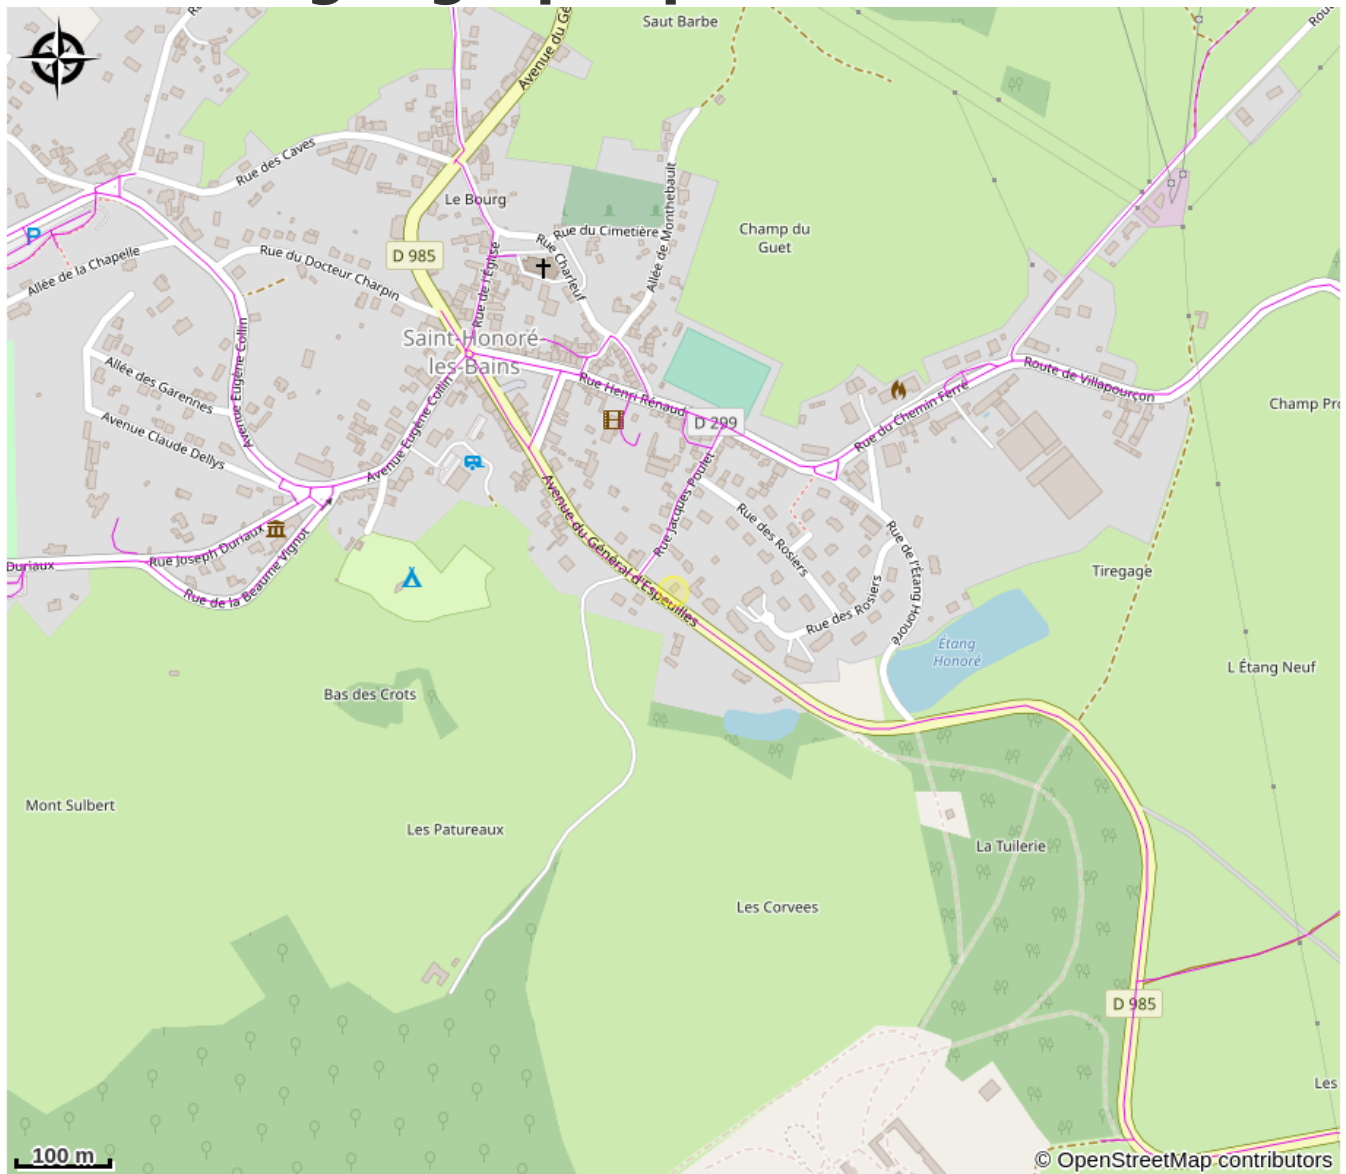 Saut Barbe
Avenue du Gé
Rou
Rue des Caves
Le Bourg
Rue du Cimetière
Allée de Monthebault
Champ du
Guet
P
Allée de la Chapelle
Rue du Docteur Charpin
D 985
Rue de l'Église
Rue Charleuf
Saint-Honoré
les-Bains
Avenue Eugène Collin
Allée des Garennes
Avenue Claude Dellys
Avenue Eugène Collin
Rue Henri Rénaud
D 299
Rue du Chemin Ferré
Route de Villapourçon
Champ Pro
Rue Jacques Poulet
Rue des Rosiers
Avenue du Général d'Espeuilles
Rue de l'Étang Honoré
Rue des Rosiers
Duriaux
Rue Joseph Duriaux
Rue de la Beaume Vignot
Tiregage
Étang
Honoré
L Étang Neuf
Bas des Crots
Mont Sulbert
Les Patureaux
La Tuilerie
Les Corvees
D 985
Les
100 m
© OpenStreetMap contributors